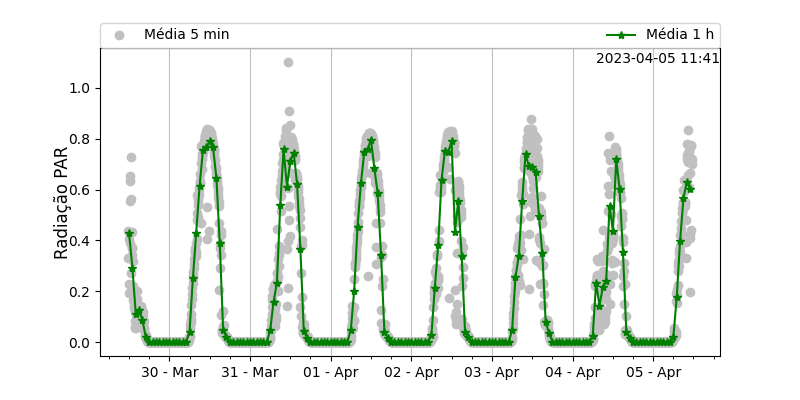 Média 5 min
Média 1 h
2023-04-05 11:41
Radiação PAR
1.0
0.8
0.6
0.4
0.2
0.0
30 - Mar
31 - Mar
01 - Apr
02 - Apr
03 - Apr
04 - Apr
05 - Apr